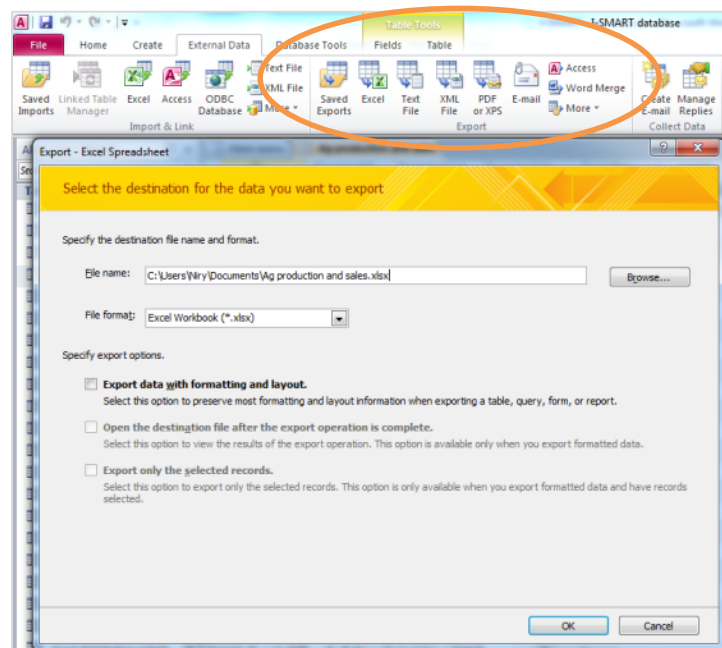 Table Tools
I-SMART database
File Home Create External Data Database Tools Fields Table
Saved Imports
Linked Table Manager
Excel
Access
ODBC Database
Text File
XML File
More
Import & Link
Saved Exports
Excel
Text File
XML File
PDF or XPS
E-mail
Access
Word Merge
More
Export
Create E-mail
Manage Replies
Collect Data
Export - Excel Spreadsheet
Select the destination for the data you want to export
Specify the destination file name and format.
File name: C:\Users\Niry\Documents\Ag production and sales.xlsx
Browse...
File format: Excel Workbook (*.xlsx)
Specify export options.
Export data with formatting and layout.
Select this option to preserve most formatting and layout information when exporting a table, query, form, or report.
Open the destination file after the export operation is complete.
Select this option to view the results of the export operation. This option is available only when you export formatted data.
Export only the selected records.
Select this option to export only the selected records. This option is only available when you export formatted data and have records
selected.
OK Cancel